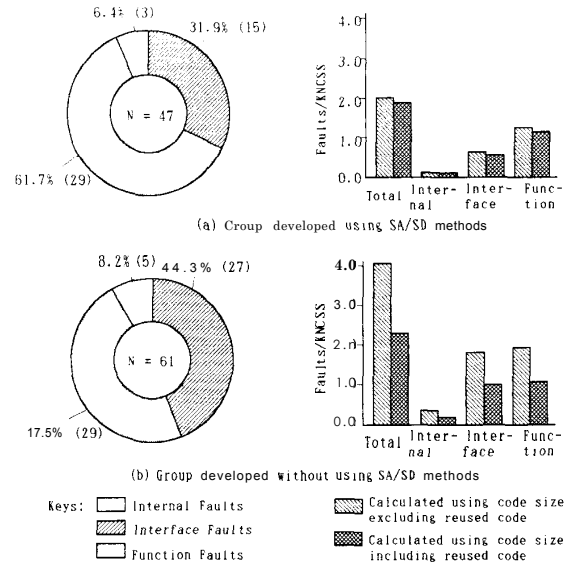 6.4% (3)
31.9% (15)
N = 47
61.7% (29)
Faults/KNCSS
4.0
3.0
2.0
1.0
0.0
Total
Inter-
nal
Inter-
face
Func-
tion
(a) Croup developed using SA/SD methods
8.2% (5)
44.3% (27)
N = 61
17.5% (29)
Faults/KNCSS
4.0
3.0
2.0
1.0
0.0
Total
Inter-
nal
Inter-
face
Func-
tion
(b) Group developed without using SA/SD methods
Keys:
Internal Faults
Interface Faults
Function Faults
Calculated using code size
excluding reused code
Calculated using code size
including reused code